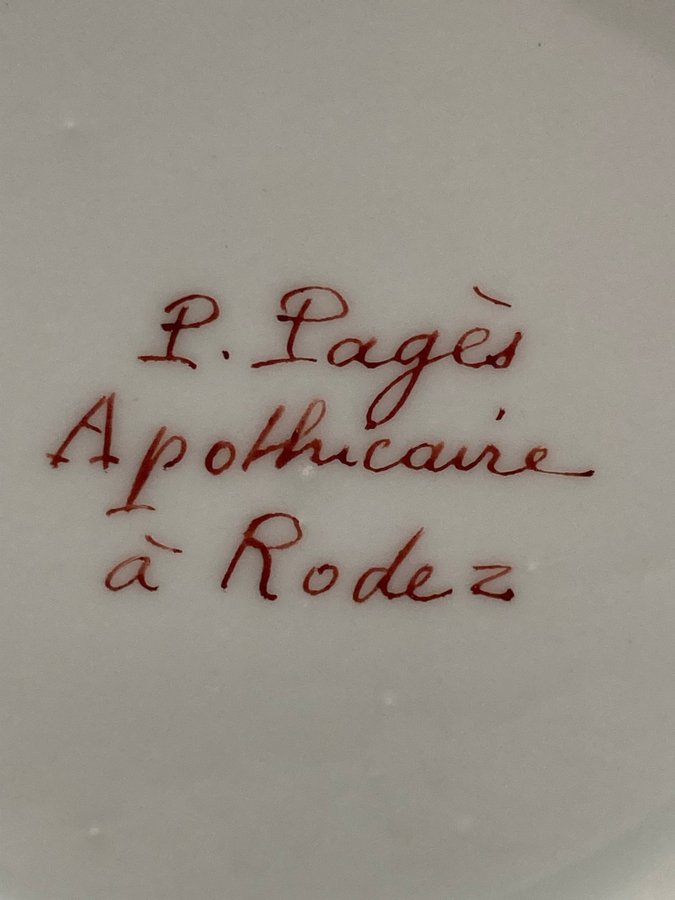 P. Pagès
Apothicaire
à Rodez